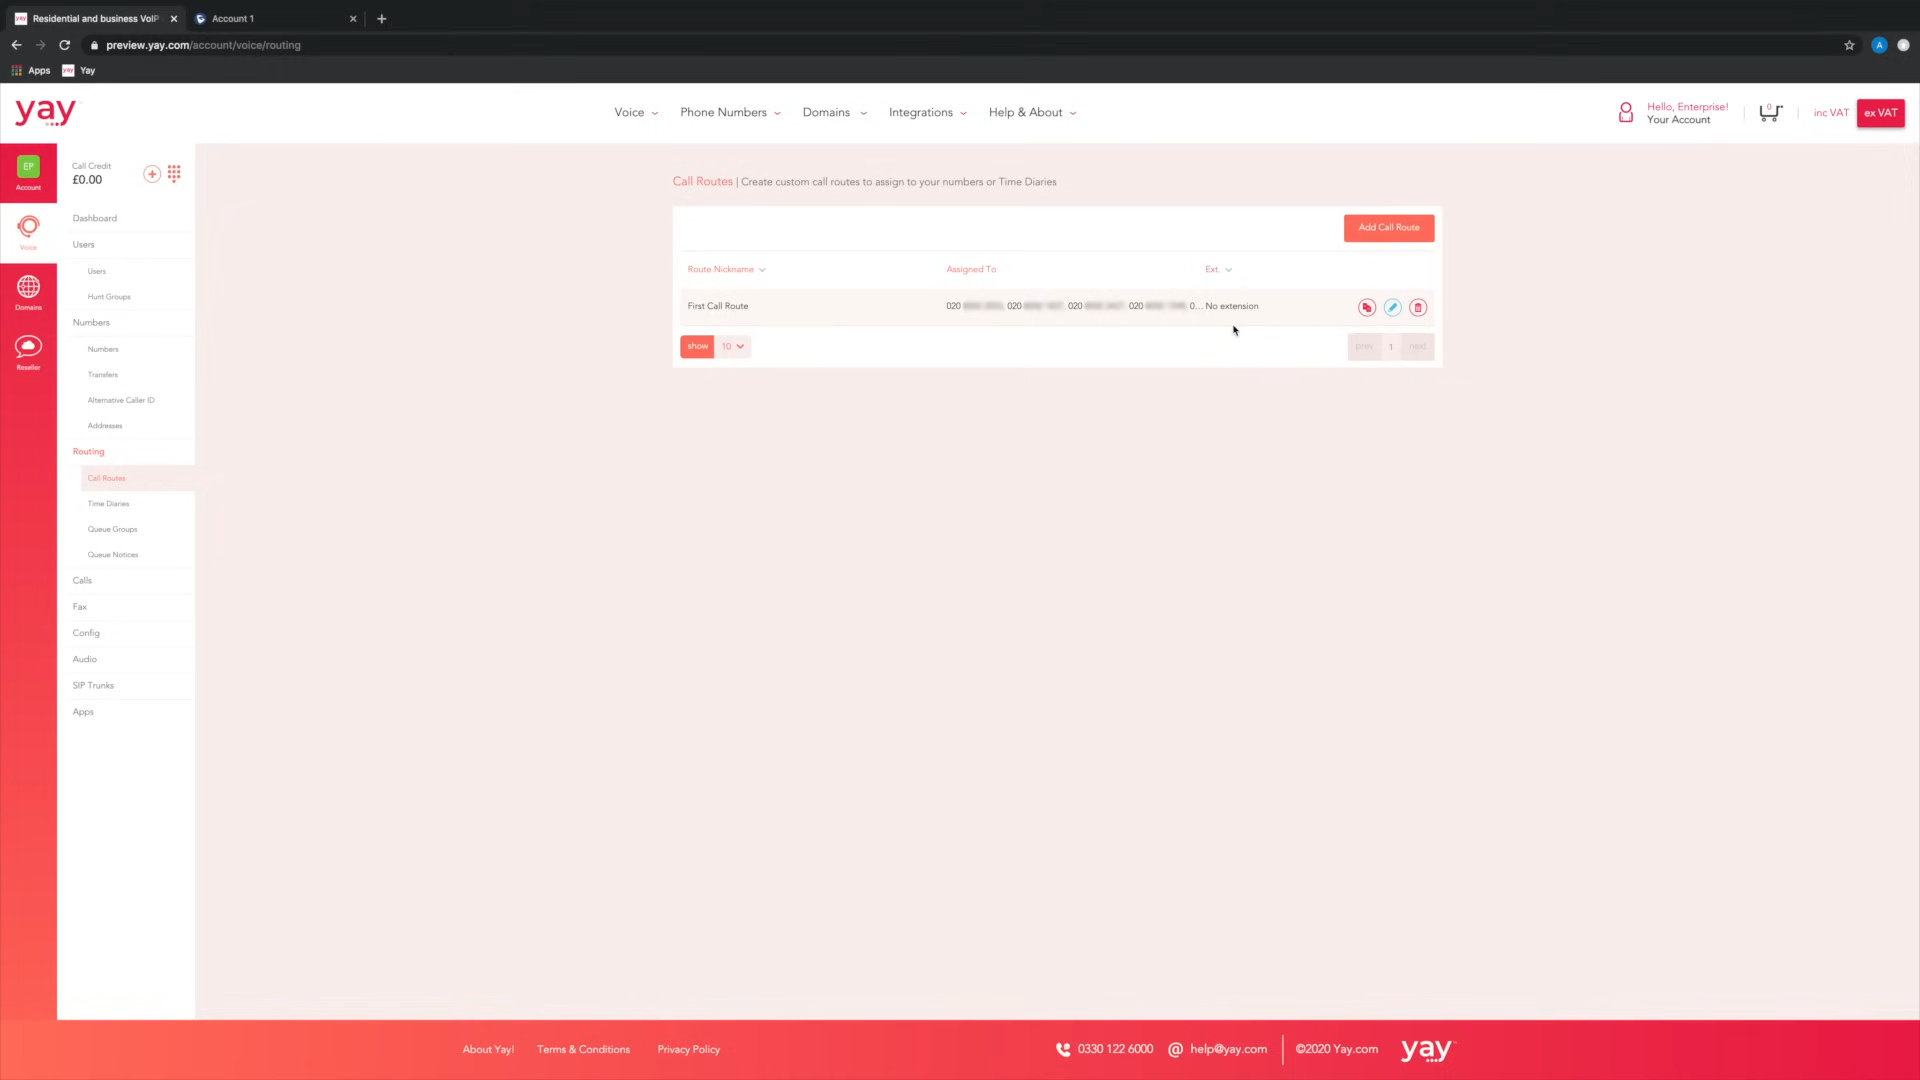 yay Residential and business VoIP
Account 1
preview.yay.com/account/voice/routing
A
Apps
yay Yay
yay
Voice
Phone Numbers
Domains
Integrations
Help & About
Hello, Enterprise!
Your Account
0
inc VAT
ex VAT
EP
Account
Voice
Domains
Reseller
Call Credit
£0.00
Dashboard
Users
Users
Hunt Groups
Numbers
Numbers
Transfers
Alternative Caller ID
Addresses
Routing
Call Routes
Time Diaries
Queue Groups
Queue Notices
Calls
Fax
Config
Audio
SIP Trunks
Apps
Call Routes | Create custom call routes to assign to your numbers or Time Diaries
Add Call Route
Route Nickname
Assigned To
Ext.
First Call Route
020 , 020 , 020 , 020 , 0... No extension
show 10
prev 1 next
About Yay!
Terms & Conditions
Privacy Policy
0330 122 6000
help@yay.com
©2020 Yay.com
yay